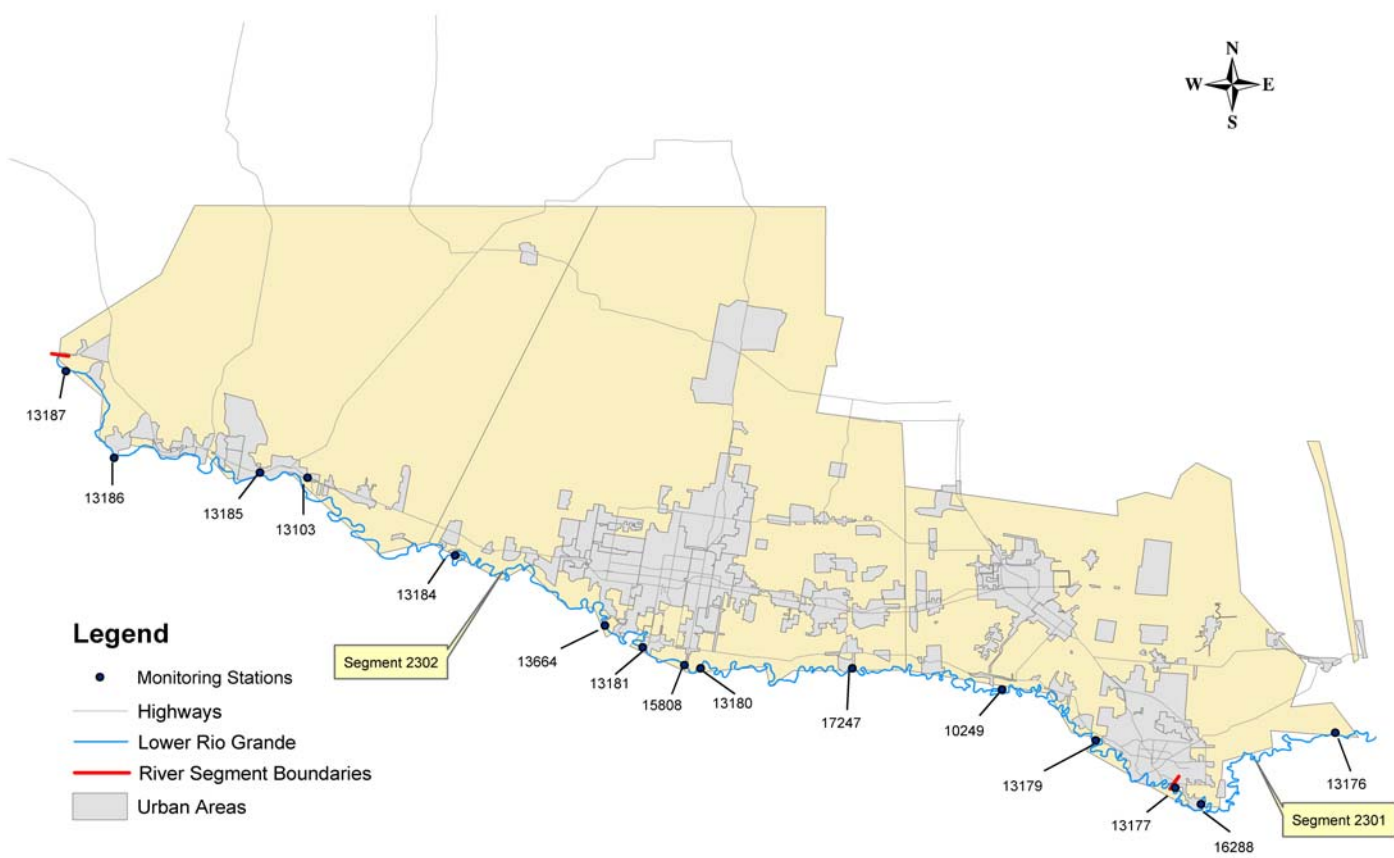 N
W E
S
13187
13186
13185
13103
13184
Segment 2302
13664
13181
15808
13180
17247
10249
13179
13177
16288
13176
Segment 2301
Legend
Monitoring Stations
Highways
Lower Rio Grande
River Segment Boundaries
Urban Areas